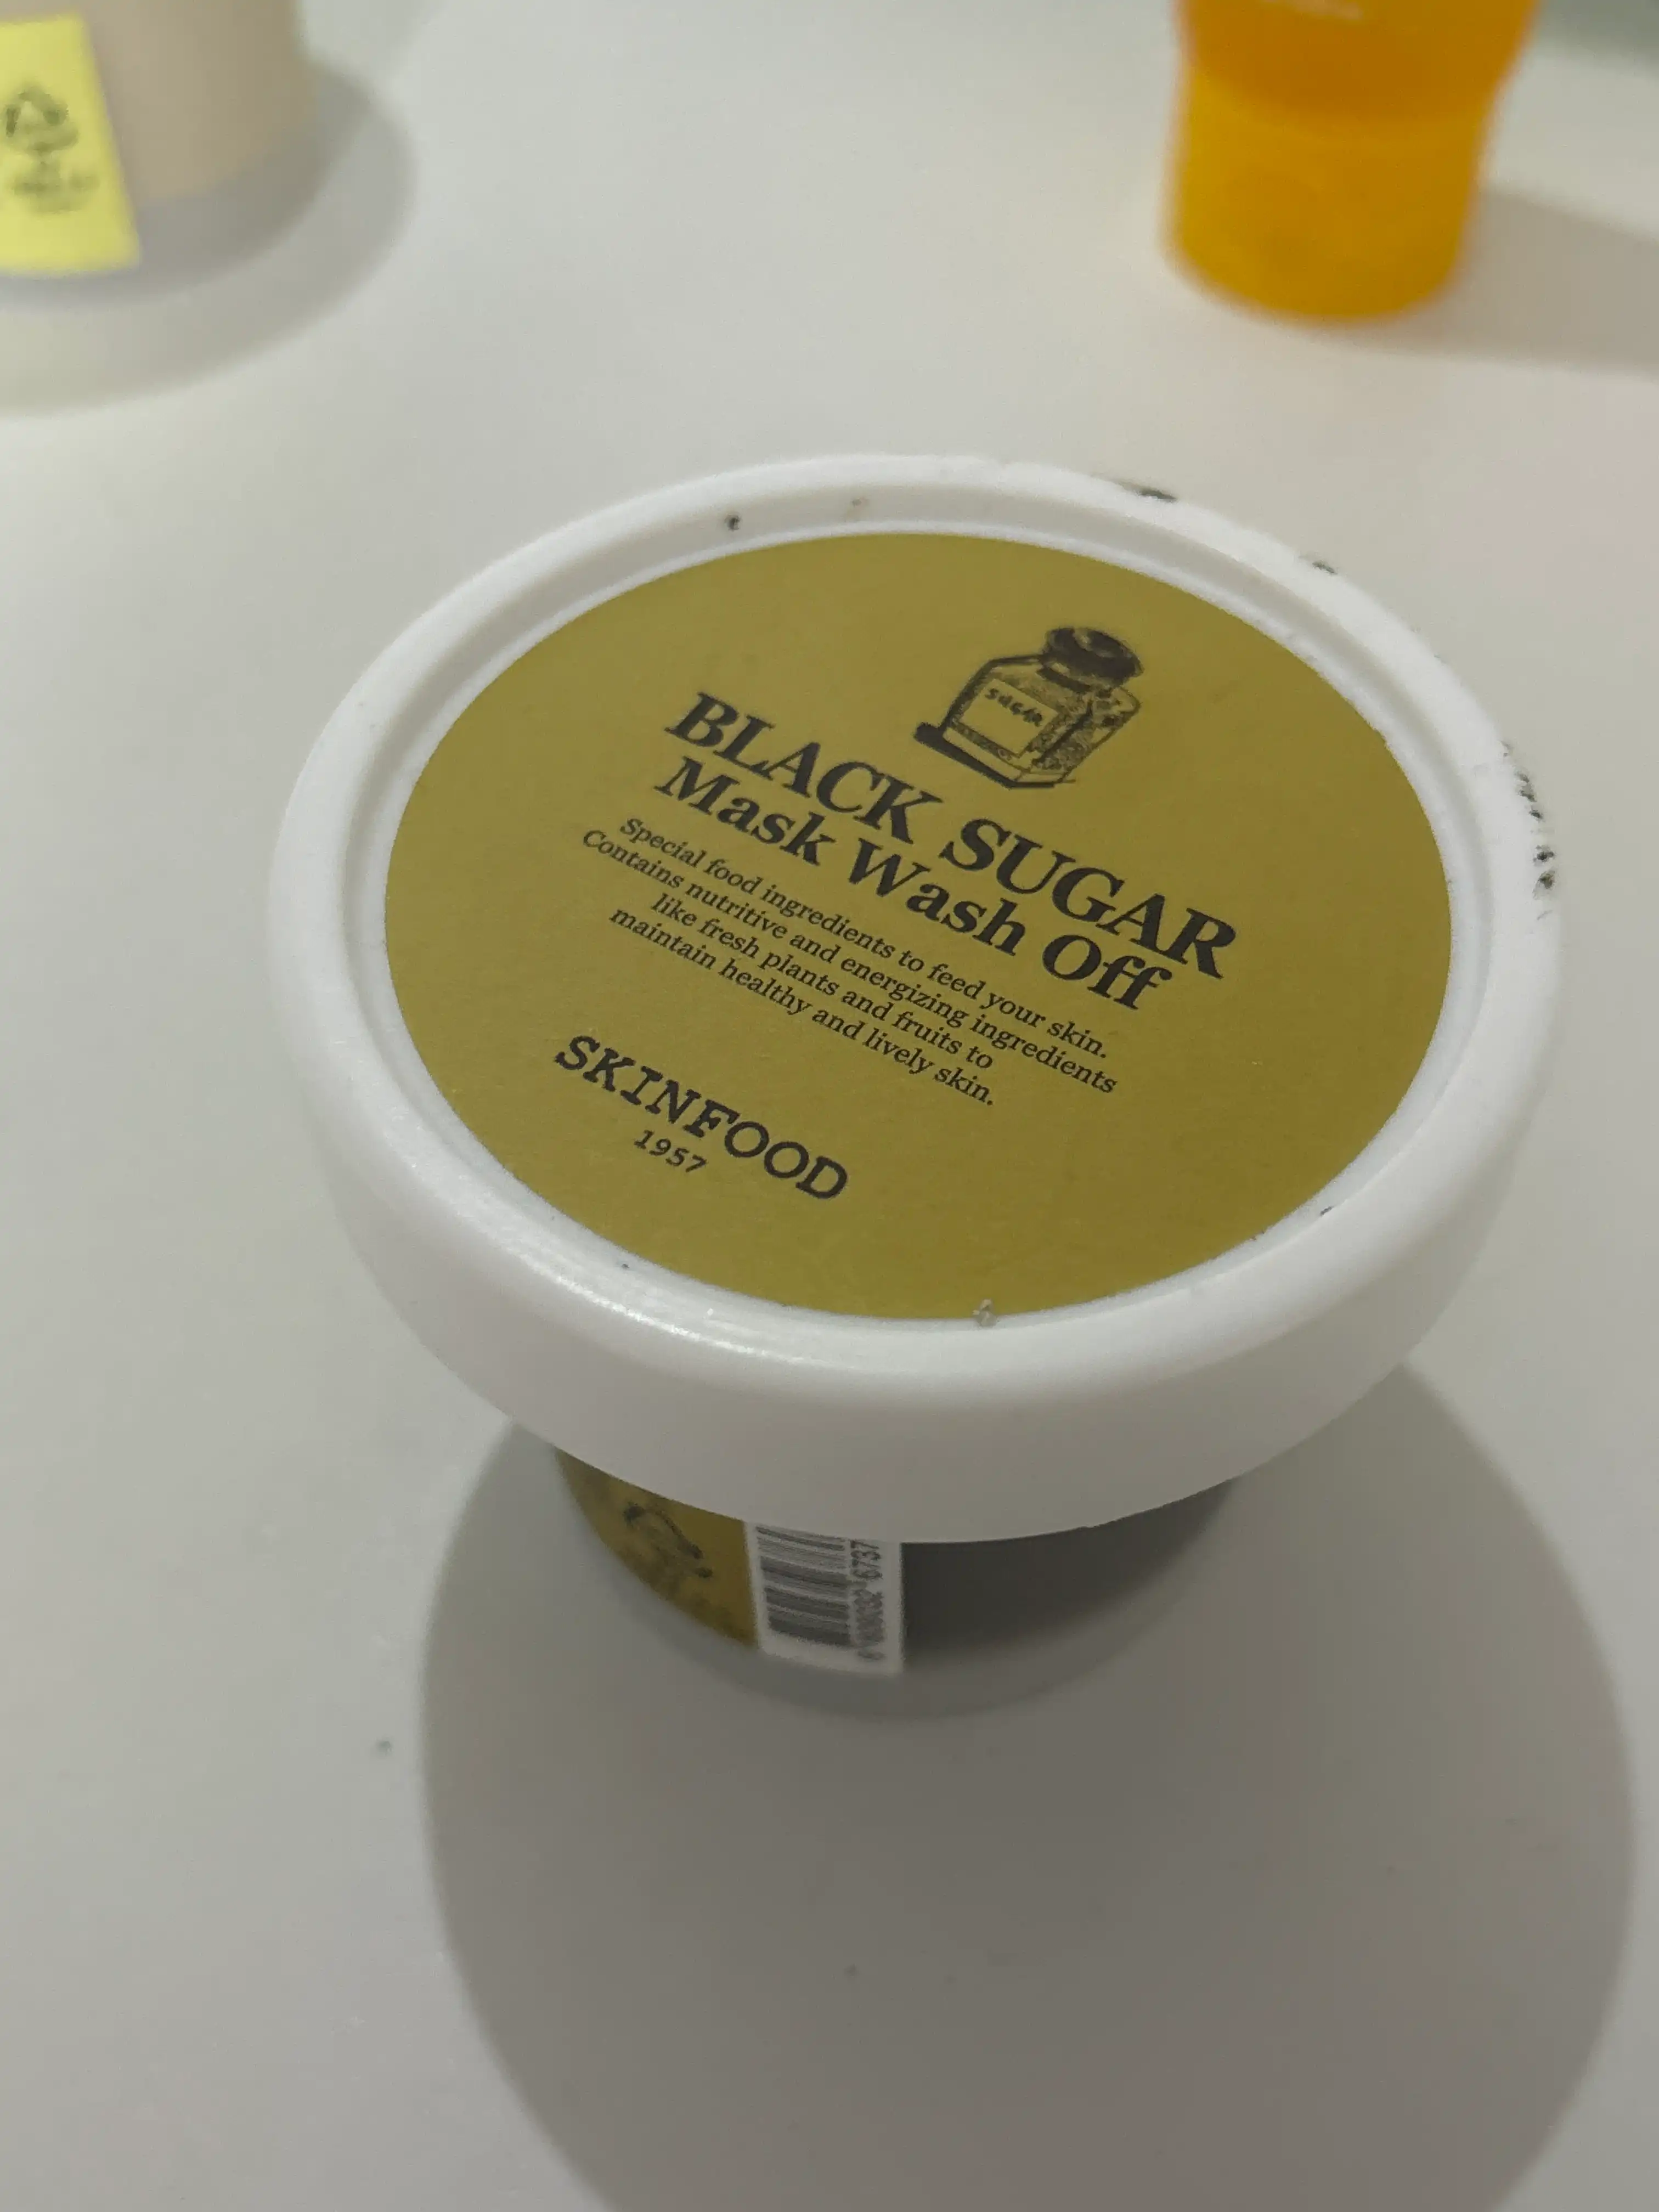 SUGAR
BLACK SUGAR
Mask Wash Off
Special food ingredients to feed your skin.
Contains nutritive and energizing ingredients
like fresh plants and fruits to
maintain healthy and lively skin.
SKINFOOD
1957